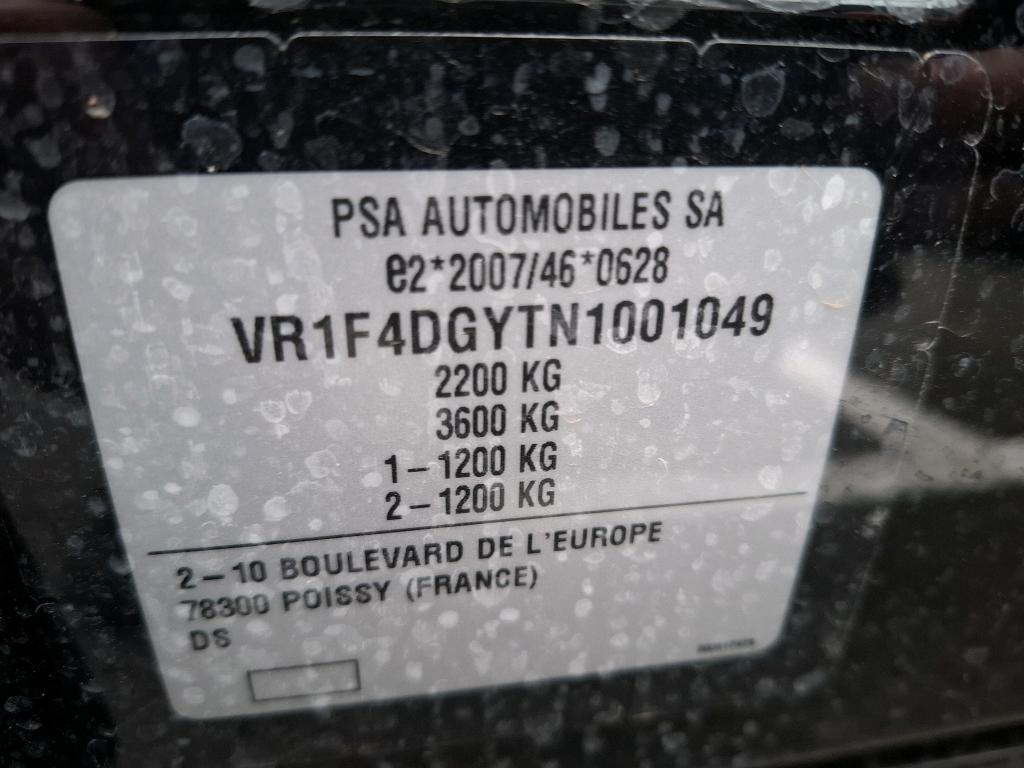 PSA AUTOMOBILES SA
e2*2007/46*0628
VR1F4DGYTN1001049
2200 KG
3600 KG
1-1200 KG
2-1200 KG
2-10 BOULEVARD DE L'EUROPE
78300 POISSY (FRANCE)
DS